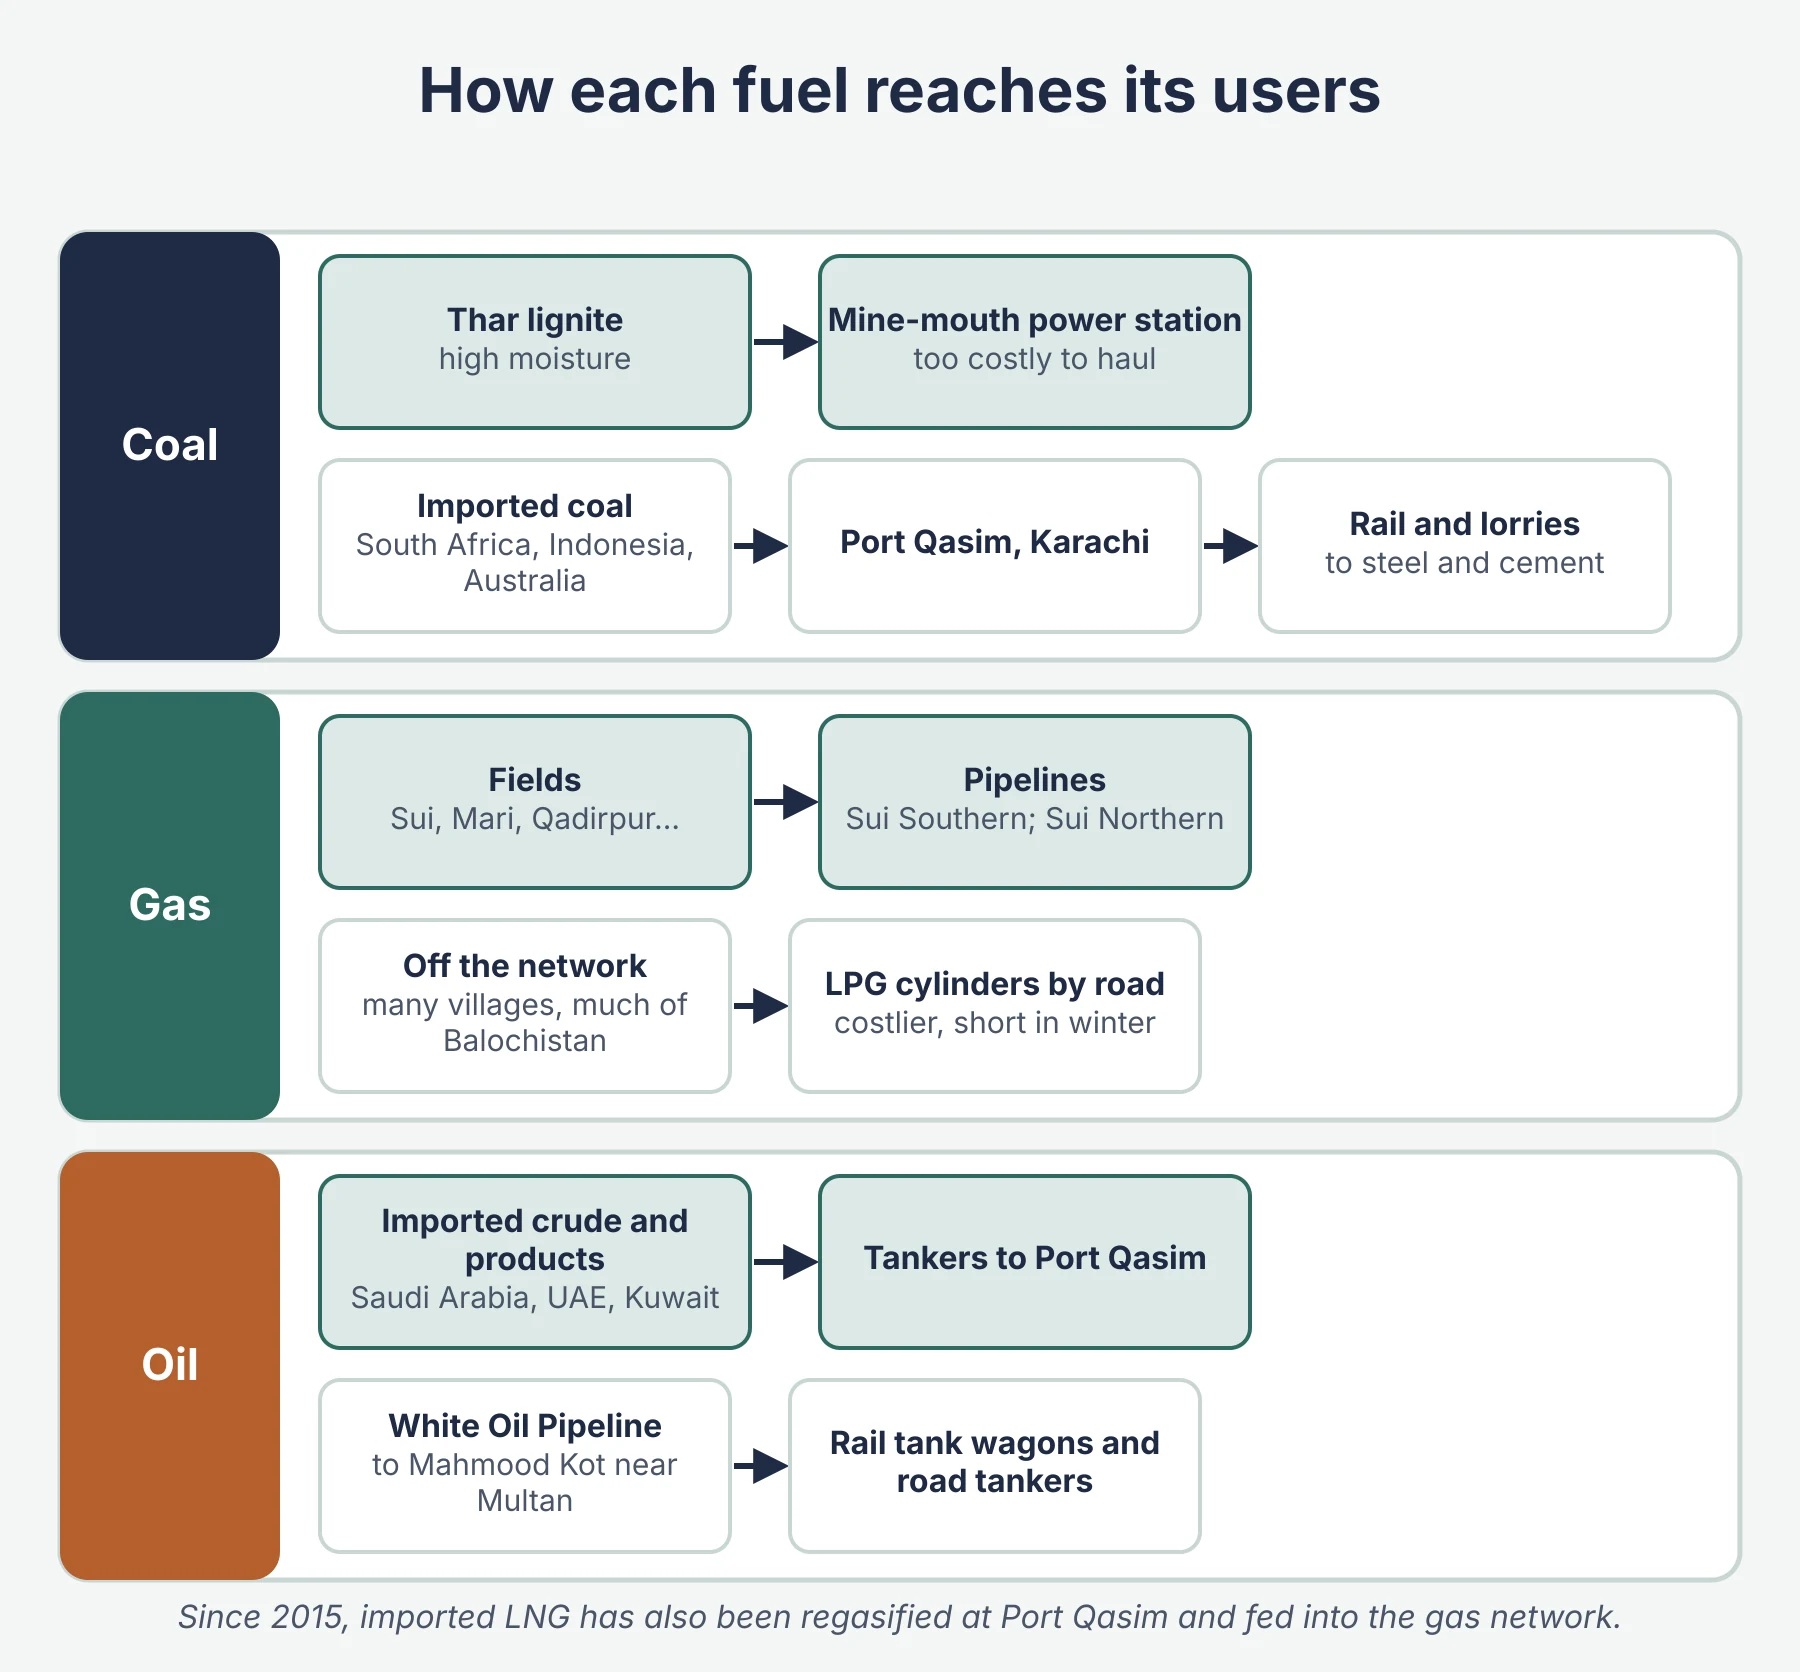 How each fuel reaches its users
Coal
Thar lignite
high moisture
Mine-mouth power station
too costly to haul
Imported coal
South Africa, Indonesia,
Australia
Port Qasim, Karachi
Rail and lorries
to steel and cement
Gas
Fields
Sui, Mari, Qadirpur...
Pipelines
Sui Southern; Sui Northern
Off the network
many villages, much of
Balochistan
LPG cylinders by road
costlier, short in winter
Oil
Imported crude and
products
Saudi Arabia, UAE, Kuwait
Tankers to Port Qasim
White Oil Pipeline
to Mahmood Kot near
Multan
Rail tank wagons and
road tankers
Since 2015, imported LNG has also been regasified at Port Qasim and fed into the gas network.